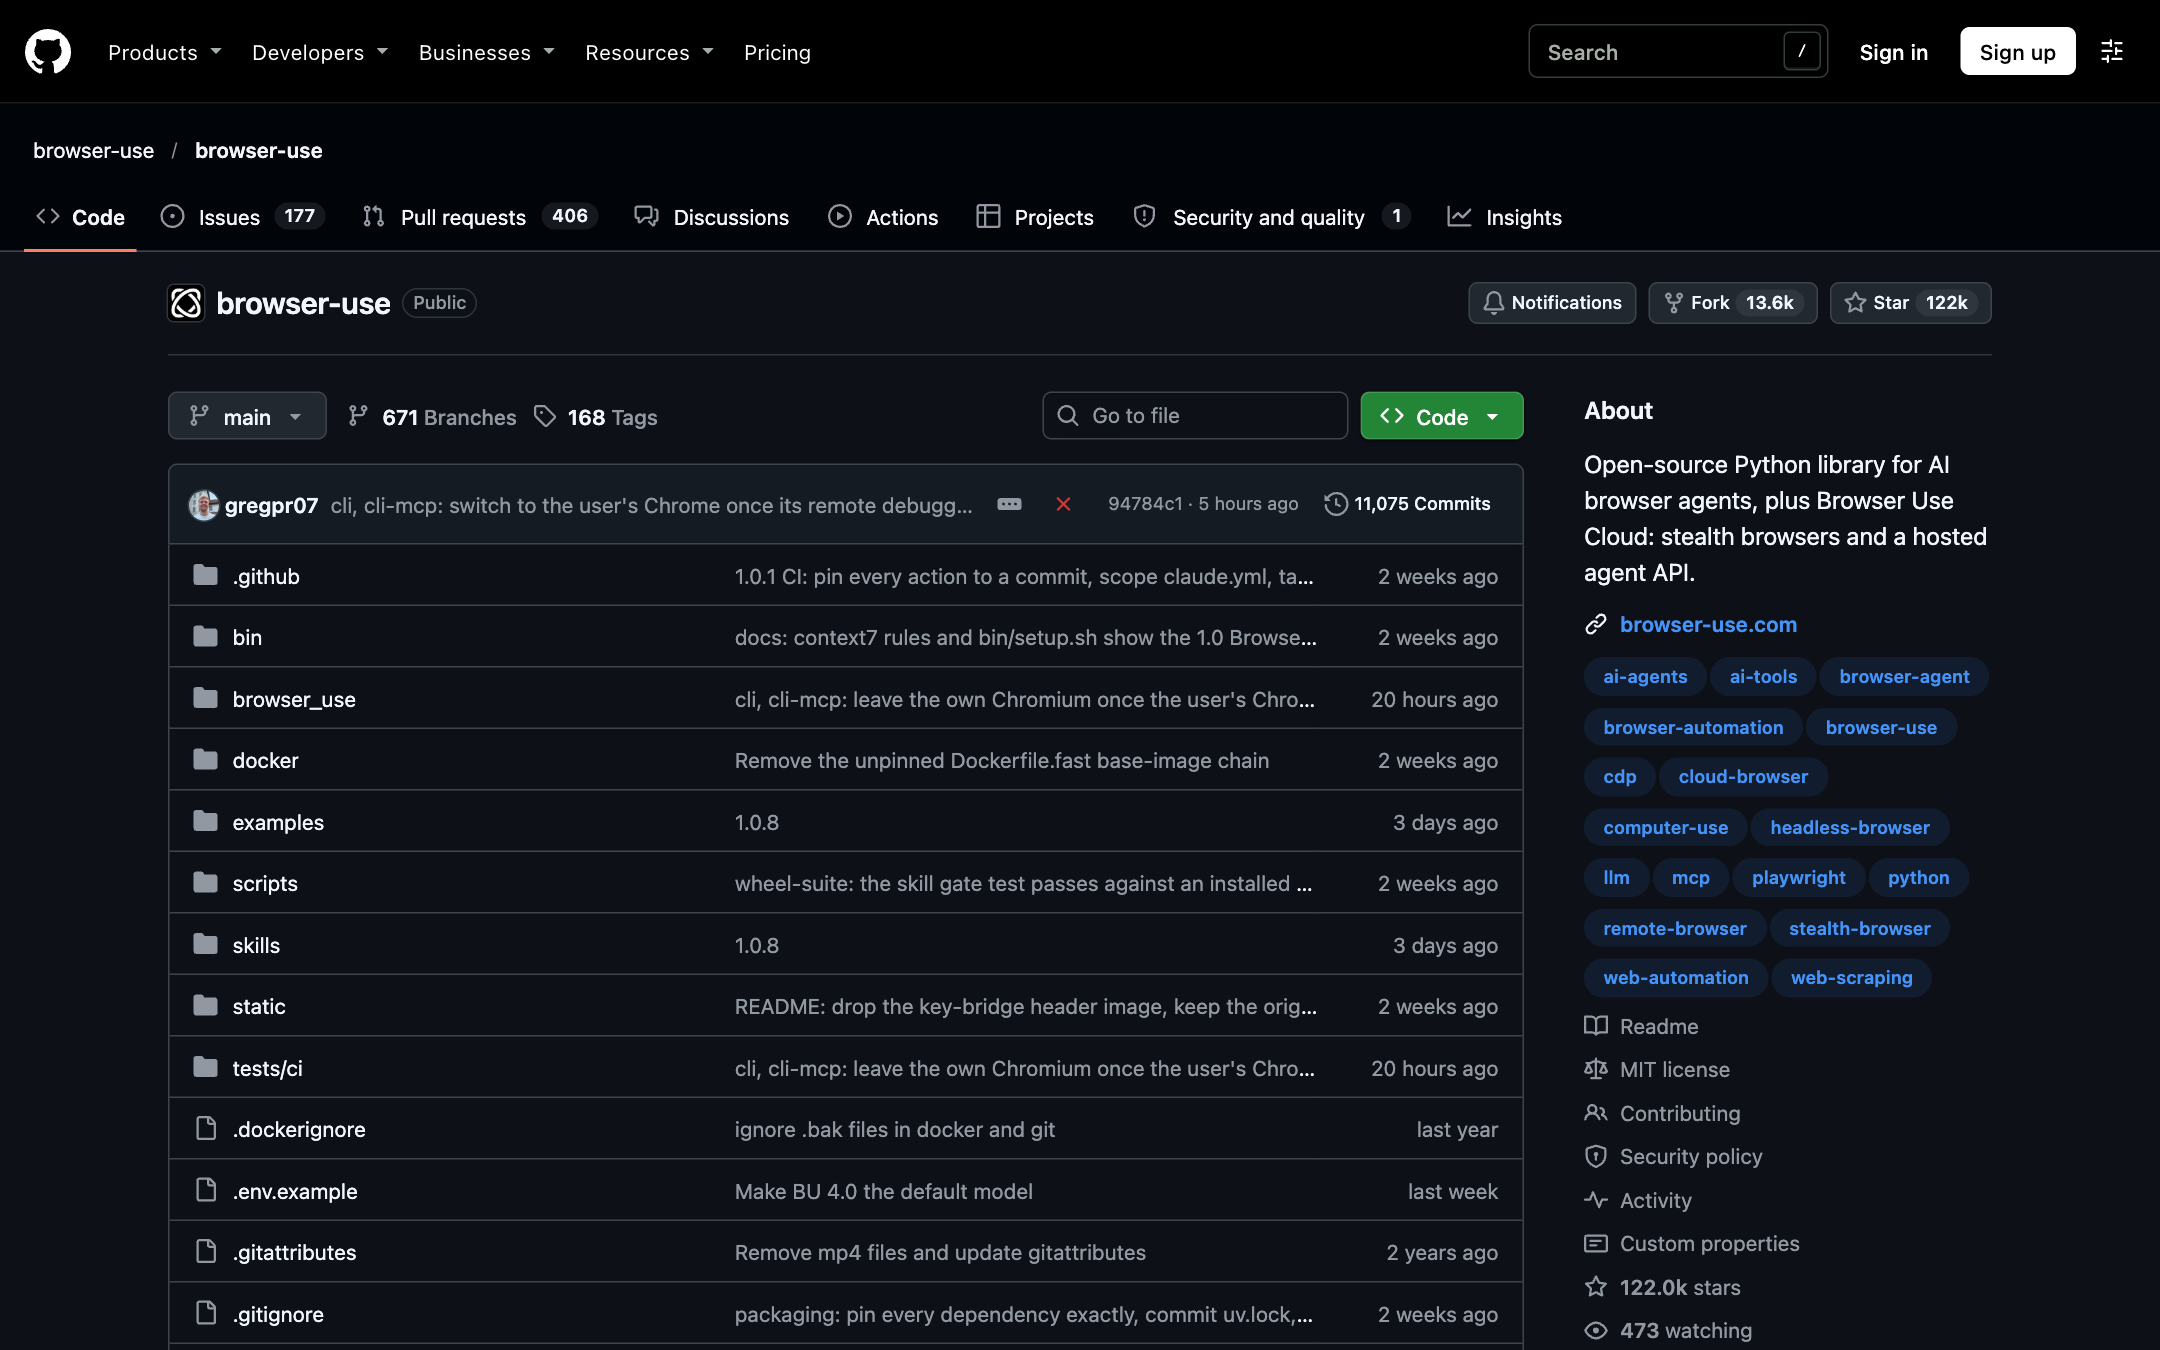 Products Developers Businesses Resources Pricing Search / Sign in Sign up
browser-use / browser-use
Code Issues 177 Pull requests 406 Discussions Actions Projects Security and quality 1 Insights
browser-use Public Notifications Fork 13.6k Star 122k
main 671 Branches 168 Tags Go to file Code
gregpr07 cli, cli-mcp: switch to the user's Chrome once its remote debugg... 94784c1 · 5 hours ago 11,075 Commits
.github 1.0.1 CI: pin every action to a commit, scope claude.yml, ta... 2 weeks ago
bin docs: context7 rules and bin/setup.sh show the 1.0 Browse... 2 weeks ago
browser_use cli, cli-mcp: leave the own Chromium once the user's Chro... 20 hours ago
docker Remove the unpinned Dockerfile.fast base-image chain 2 weeks ago
examples 1.0.8 3 days ago
scripts wheel-suite: the skill gate test passes against an installed ... 2 weeks ago
skills 1.0.8 3 days ago
static README: drop the key-bridge header image, keep the orig... 2 weeks ago
tests/ci cli, cli-mcp: leave the own Chromium once the user's Chro... 20 hours ago
.dockerignore ignore .bak files in docker and git last year
.env.example Make BU 4.0 the default model last week
.gitattributes Remove mp4 files and update gitattributes 2 years ago
.gitignore packaging: pin every dependency exactly, commit uv.lock,... 2 weeks ago
About
Open-source Python library for AI
browser agents, plus Browser Use
Cloud: stealth browsers and a hosted
agent API.
browser-use.com
ai-agents ai-tools browser-agent
browser-automation browser-use
cdp cloud-browser
computer-use headless-browser
llm mcp playwright python
remote-browser stealth-browser
web-automation web-scraping
Readme
MIT license
Contributing
Security policy
Activity
Custom properties
122.0k stars
473 watching